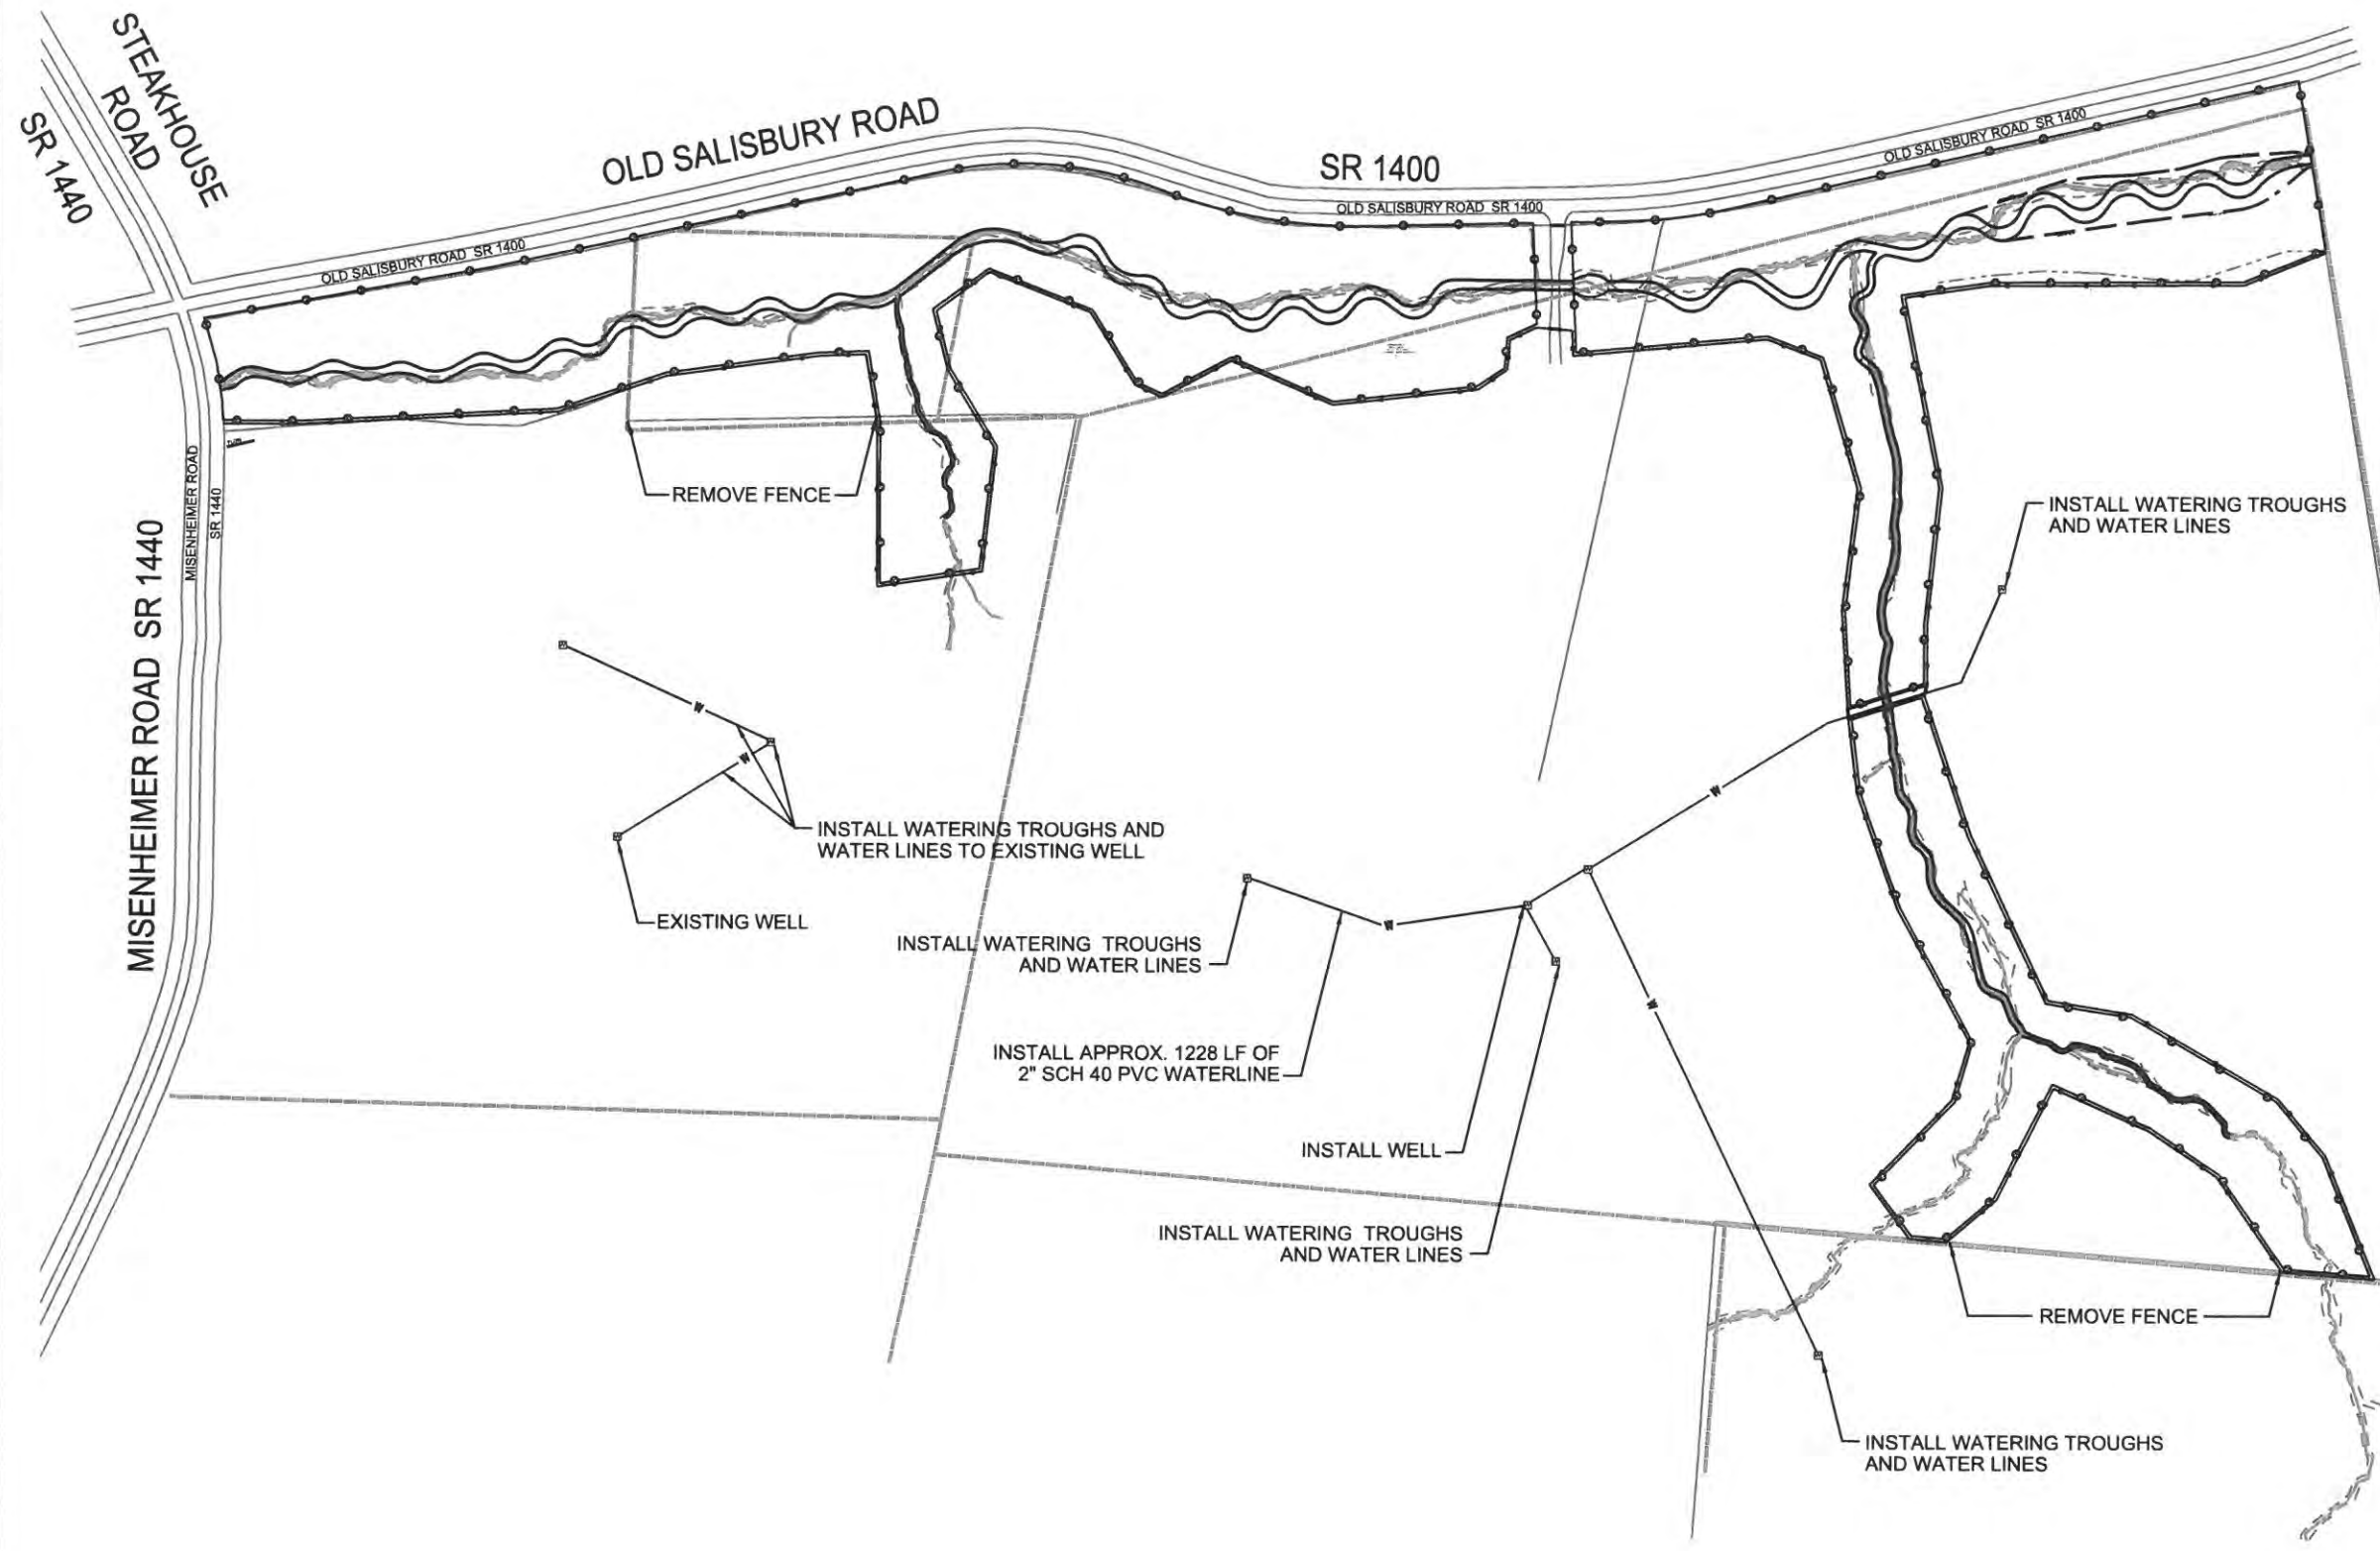 STEAKHOUSE
ROAD
SR 1440
OLD SALISBURY ROAD
SR 1400
OLD SALISBURY ROAD SR 1400
OLD SALISBURY ROAD SR 1400
OLD SALISBURY ROAD SR 1400
MISENHEIMER ROAD
SR 1440
MISENHEIMER ROAD SR 1440
REMOVE FENCE
INSTALL WATERING TROUGHS
AND WATER LINES
W
W
INSTALL WATERING TROUGHS AND
WATER LINES TO EXISTING WELL
EXISTING WELL
W
W
W
INSTALL WATERING TROUGHS
AND WATER LINES
INSTALL APPROX. 1228 LF OF
2" SCH 40 PVC WATERLINE
INSTALL WELL
INSTALL WATERING TROUGHS
AND WATER LINES
REMOVE FENCE
INSTALL WATERING TROUGHS
AND WATER LINES